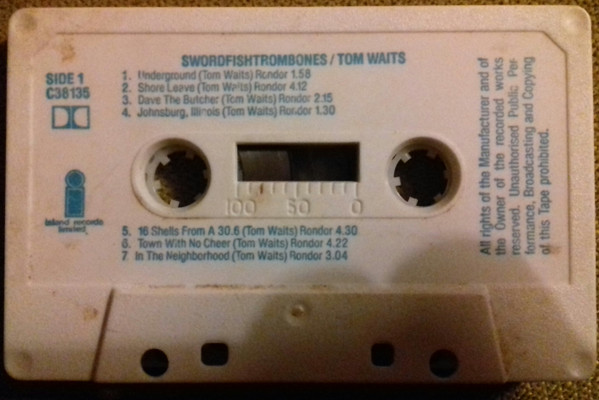 SWORDFISHTROMBONES / TOM WAITS
SIDE 1
C38135
1. Underground (Tom Waits) Rondor 1.58
2. Shore Leave (Tom Waits) Rondor 4.12
3. Dave The Butcher (Tom Waits) Rondor 2.15
4. Johnsburg, Illinois (Tom Waits) Rondor 1.30
100 50 0
island records
limited
5. 16 Shells From A 30.6 (Tom Waits) Rondor 4.30
6. Town With No Cheer (Tom Waits) Rondor 4.22
7. In The Neighborhood (Tom Waits) Rondor 3.04
All rights of the Manufacturer and of
the Owner of the recorded works
reserved. Unauthorised Public Per-
formance, Broadcasting and Copying
of this Tape prohibited.